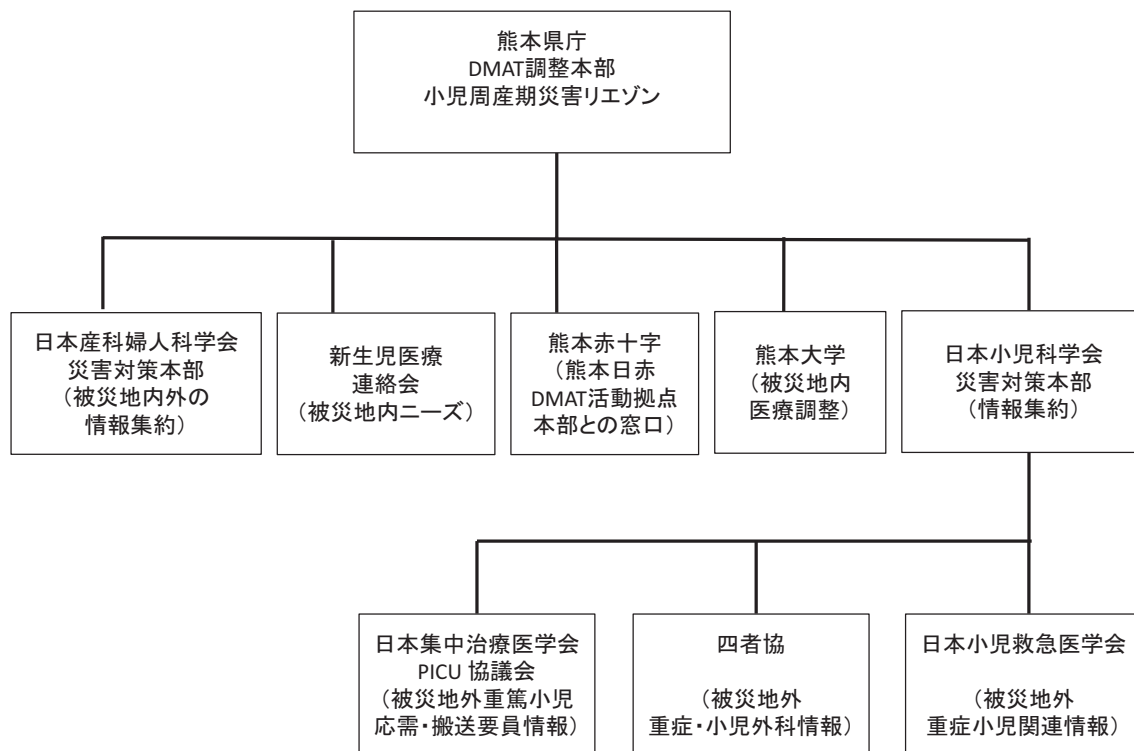 熊本県庁
DMAT調整本部
小児周産期災害リエゾン
日本産科婦人科学会
災害対策本部
（被災地内外の
情報集約）
新生児医療
連絡会
（被災地内ニーズ）
熊本赤十字
（熊本日赤
DMAT活動拠点
本部との窓口）
熊本大学
（被災地内
医療調整）
日本小児科学会
災害対策本部
（情報集約）
日本集中治療医学会
PICU 協議会
（被災地外重篤小児
応需・搬送要員情報）
四者協
（被災地外
重症・小児外科情報）
日本小児救急医学会
（被災地外
重症小児関連情報）